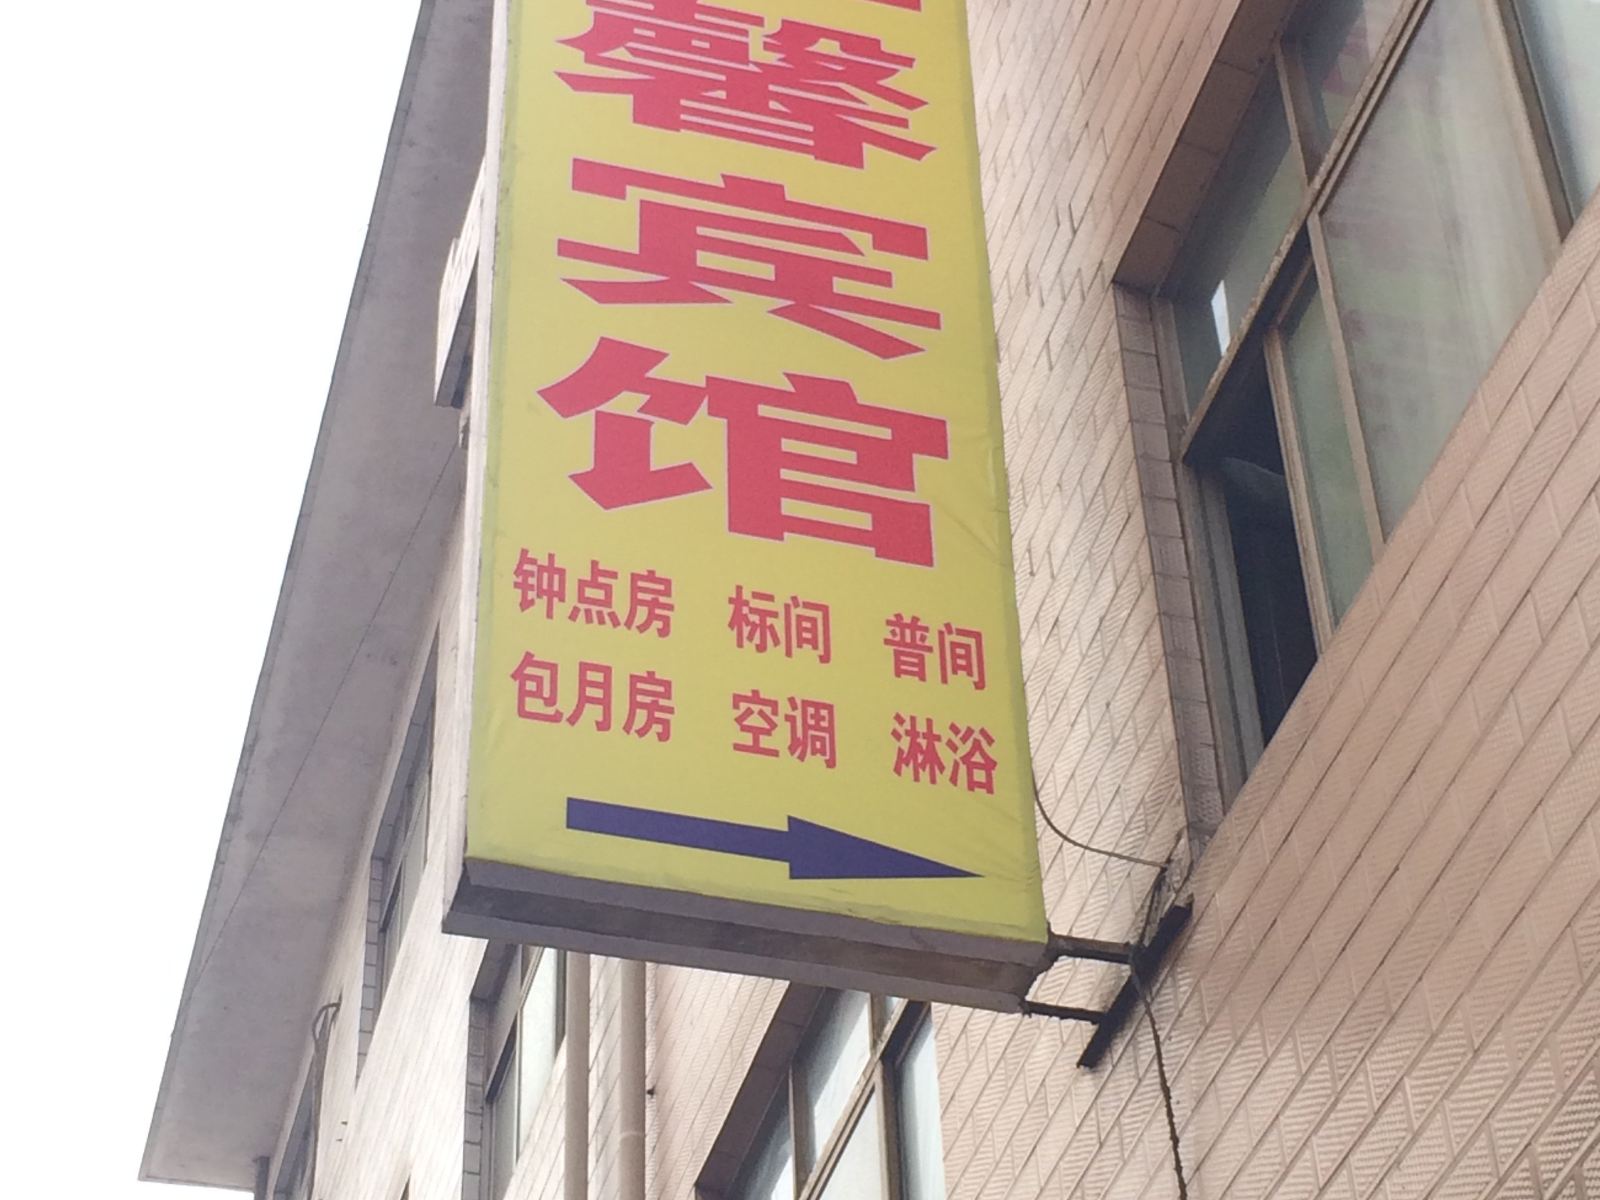 馨宾馆
钟点房 标间 普间
包月房 空调 淋浴